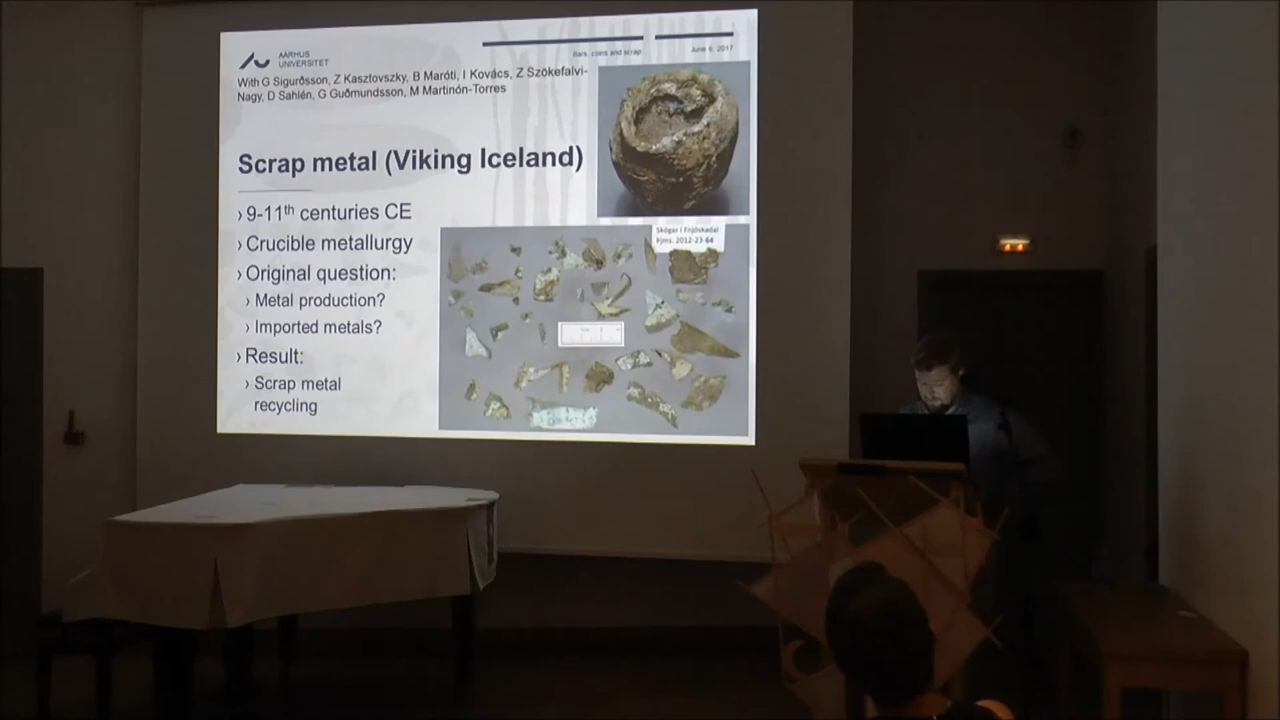 AARHUS
UNIVERSITET
Bars, coins and scrap
June 6, 2017
With G Sigurðsson, Z Kasztovszky, B Maróti, I Kovács, Z Szökefalvi-
Nagy, D Sahlén, G Guðmundsson, M Martinón-Torres
Scrap metal (Viking Iceland)
› 9-11th centuries CE
› Crucible metallurgy
› Original question:
› Metal production?
› Imported metals?
› Result:
› Scrap metal
recycling
Skógar í Fnjóskadal
Þjms. 2012-23-64